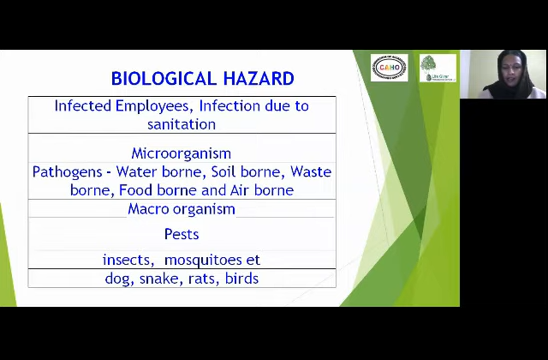 BIOLOGICAL HAZARD
CAHO
Infected Employees, Infection due to
sanitation
Microorganism
Pathogens - Water borne, Soil borne, Waste
borne, Food borne and Air borne
Macro organism
Pests
insects, mosquitoes et
dog, snake, rats, birds